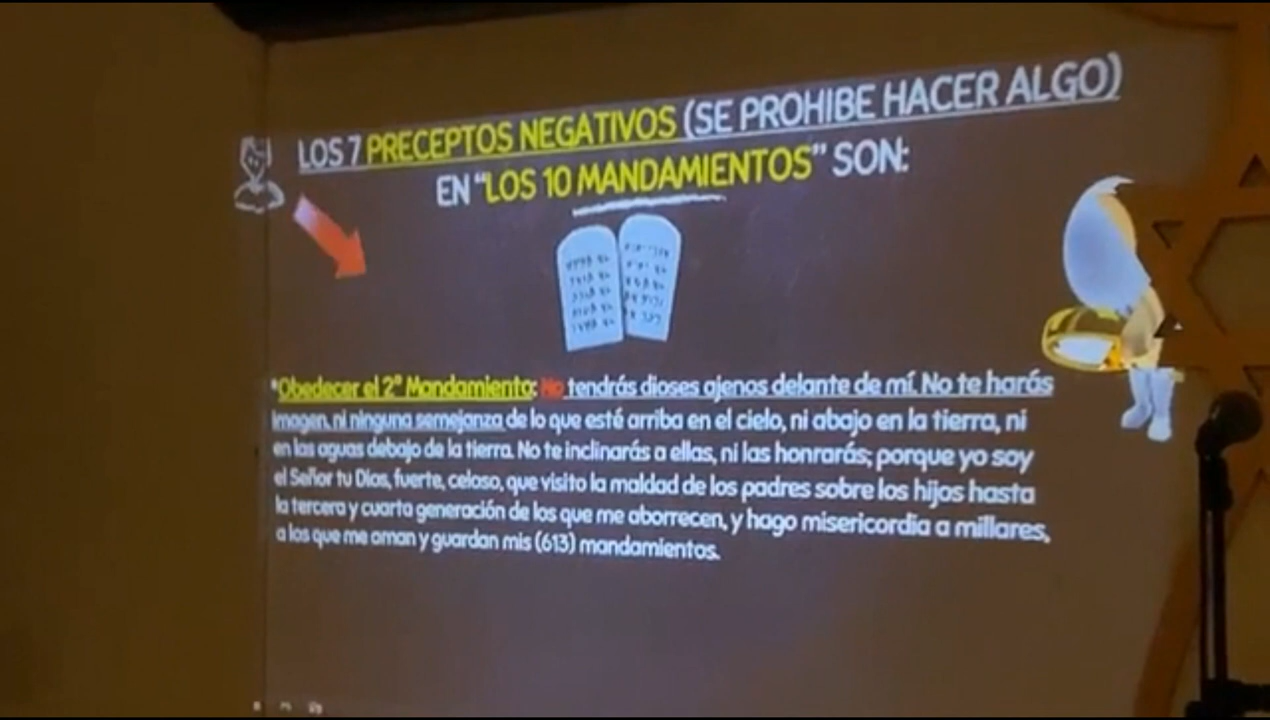 LOS 7 PRECEPTOS NEGATIVOS (SE PROHIBE HACER ALGO)
EN "LOS 10 MANDAMIENTOS" SON:
*Obedecer el 2º Mandamiento: No tendrás dioses ajenos delante de mí. No te harás
Imagen, ni ninguna semejanza de lo que esté arriba en el cielo, ni abajo en la tierra, ni
en las aguas debajo de la tierra. No te inclinarás a ellas, ni las honrarás; porque yo soy
el Señor tu Dios, fuerte, celoso, que visito la maldad de los padres sobre los hijos hasta
la tercera y cuarta generación de los que me aborrecen, y hago misericordia a millares,
a los que me aman y guardan mis (613) mandamientos.